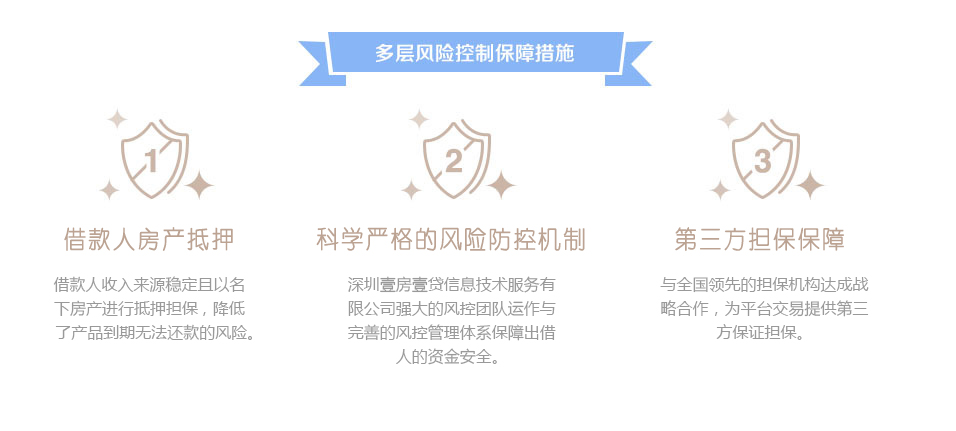 多层风险控制保障措施
1
2
3
借款人房产抵押
科学严格的风险防控机制
第三方担保保障
借款人收入来源稳定且以名
下房产进行抵押担保，降低
了产品到期无法还款的风险。
深圳壹房壹贷信息技术服务有
限公司强大的风控团队运作与
完善的风控管理体系保障出借
人的资金安全。
与全国领先的担保机构达成战
略合作，为平台交易提供第三
方保证担保。